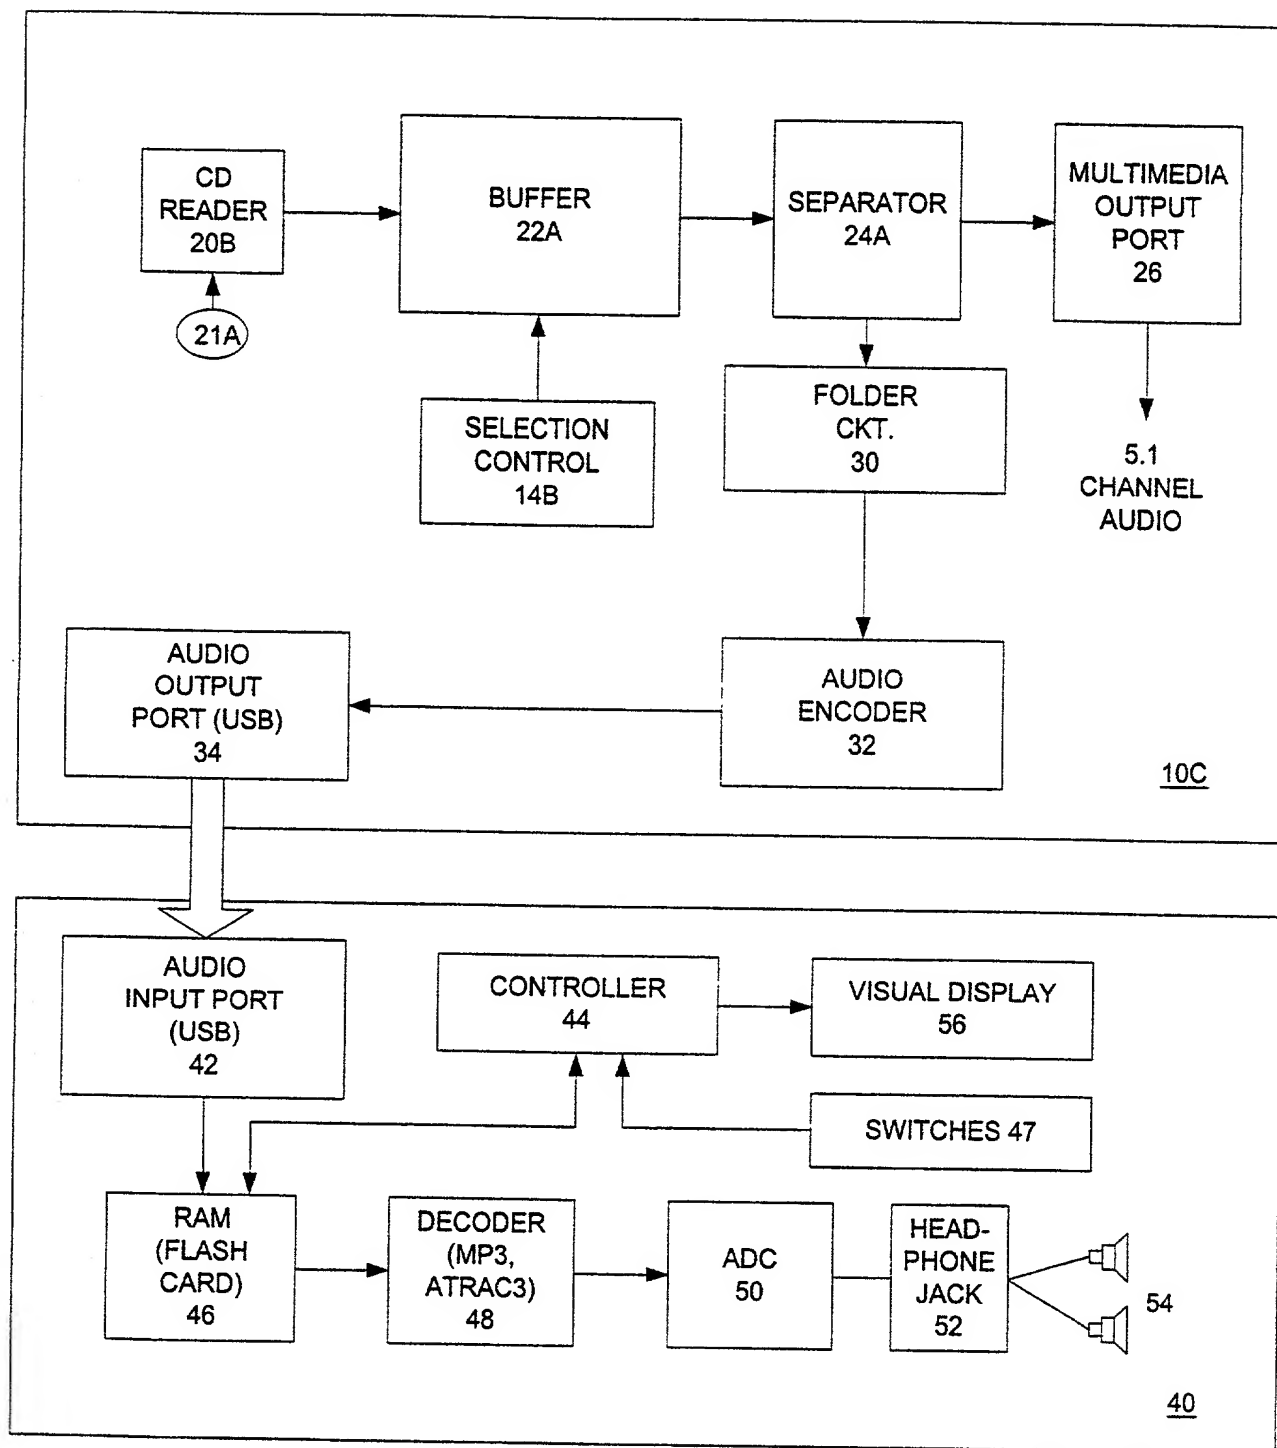 CD
READER
20B
21A
BUFFER
22A
SEPARATOR
24A
MULTIMEDIA
OUTPUT
PORT
26
SELECTION
CONTROL
14B
FOLDER
CKT.
30
5.1
CHANNEL
AUDIO
AUDIO
OUTPUT
PORT (USB)
34
AUDIO
ENCODER
32
10C
AUDIO
INPUT PORT
(USB)
42
CONTROLLER
44
VISUAL DISPLAY
56
SWITCHES 47
RAM
(FLASH
CARD)
46
DECODER
(MP3,
ATRAC3)
48
ADC
50
HEAD-
PHONE
JACK
52
54
40